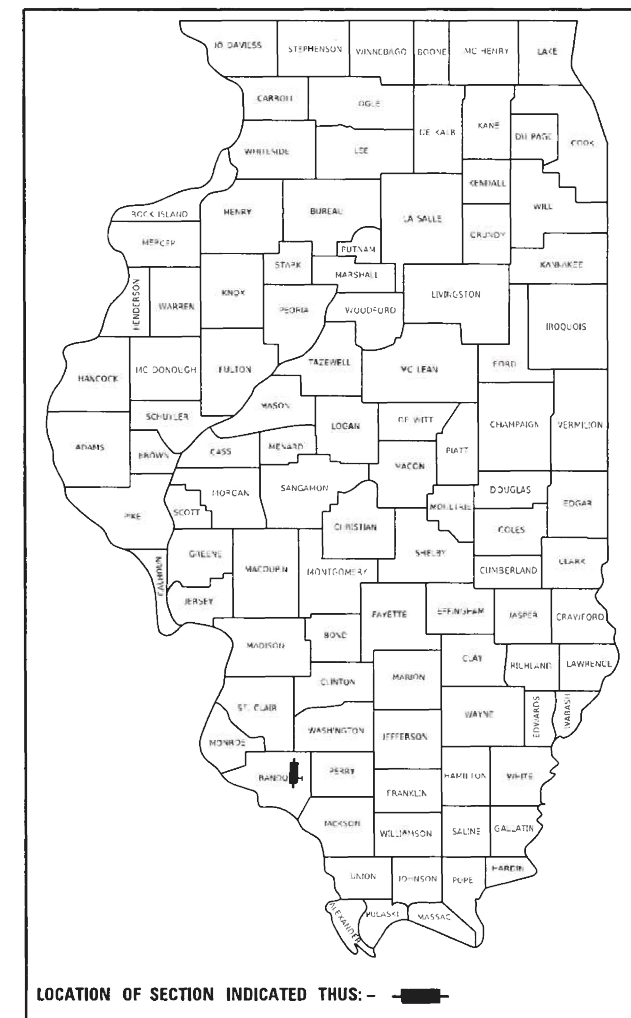 JO DAVIESS STEPHENSON WINNEBAGO BOONE MC HENRY LAKE
CARROLL OGLE DE KALB KANE DU PAGE COOK
WHITESIDE LEE
KENDALL
ROCK ISLAND HENRY BUREAU LA SALLE WILL
MERCER PUTNAM GRUNDY
STARK MARSHALL KANKAKEE
HENDERSON WARREN KNOX PEORIA WOODFORD LIVINGSTON IROQUOIS
HANCOCK MC DONOUGH FULTON TAZEWELL MC LEAN FORD
SCHUYLER MASON LOGAN DE WITT CHAMPAIGN VERMILION
ADAMS BROWN CASS MENARD MACON PIATT
PIKE SCOTT MORGAN SANGAMON MOULTRIE DOUGLAS EDGAR
CHRISTIAN COLES
CALHOUN GREENE MACOUPIN MONTGOMERY SHELBY CUMBERLAND CLARK
JERSEY FAYETTE EFFINGHAM JASPER CRAWFORD
MADISON BOND
CLAY RICHLAND LAWRENCE
CLINTON MARION
ST. CLAIR WAYNE EDWARDS WABASH
MONROE WASHINGTON JEFFERSON
RANDO PERRY HAMILTON WHITE
FRANKLIN
JACKSON WILLIAMSON SALINE GALLATIN
UNION JOHNSON POPE HARDIN
ALEXANDER PULASKI MASSAC
LOCATION OF SECTION INDICATED THUS: -